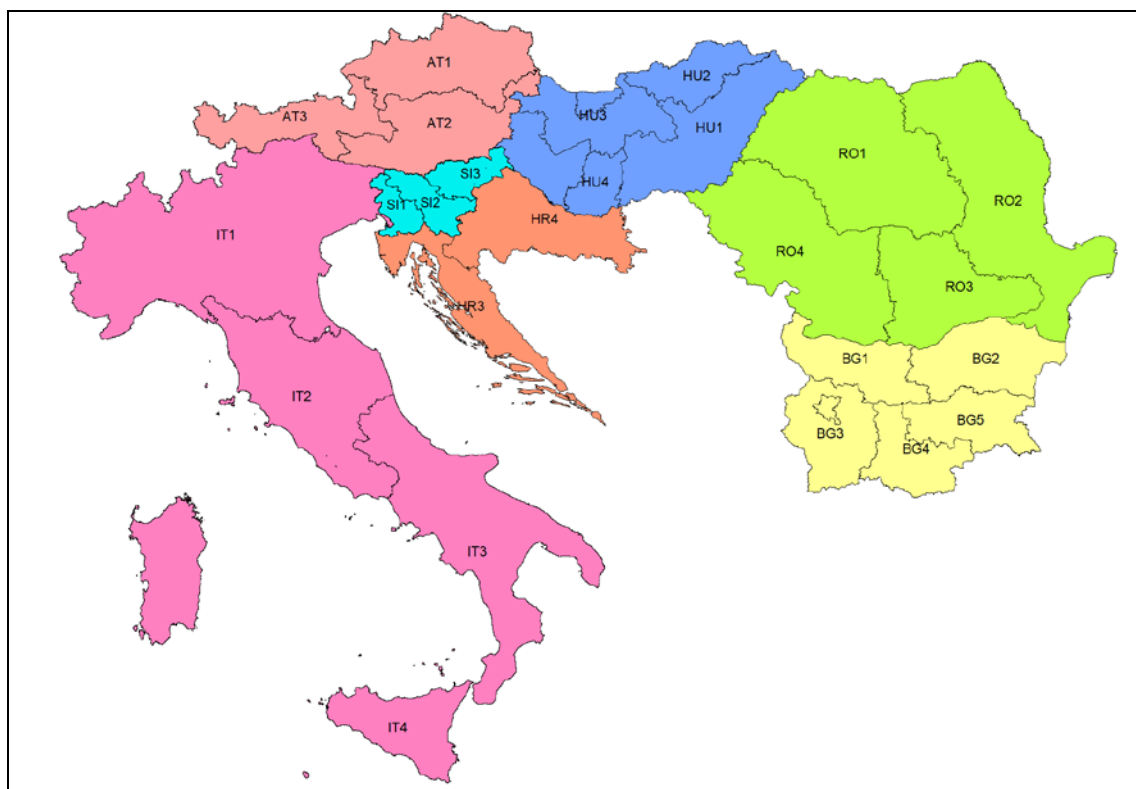 AT1
HU2
AT3
HU3
AT2
HU1
RO1
SI3
HU4
SI1
SI2
RO2
HR4
IT1
RO4
RO3
HR3
BG1
BG2
IT2
BG5
BG3
BG4
IT3
IT4